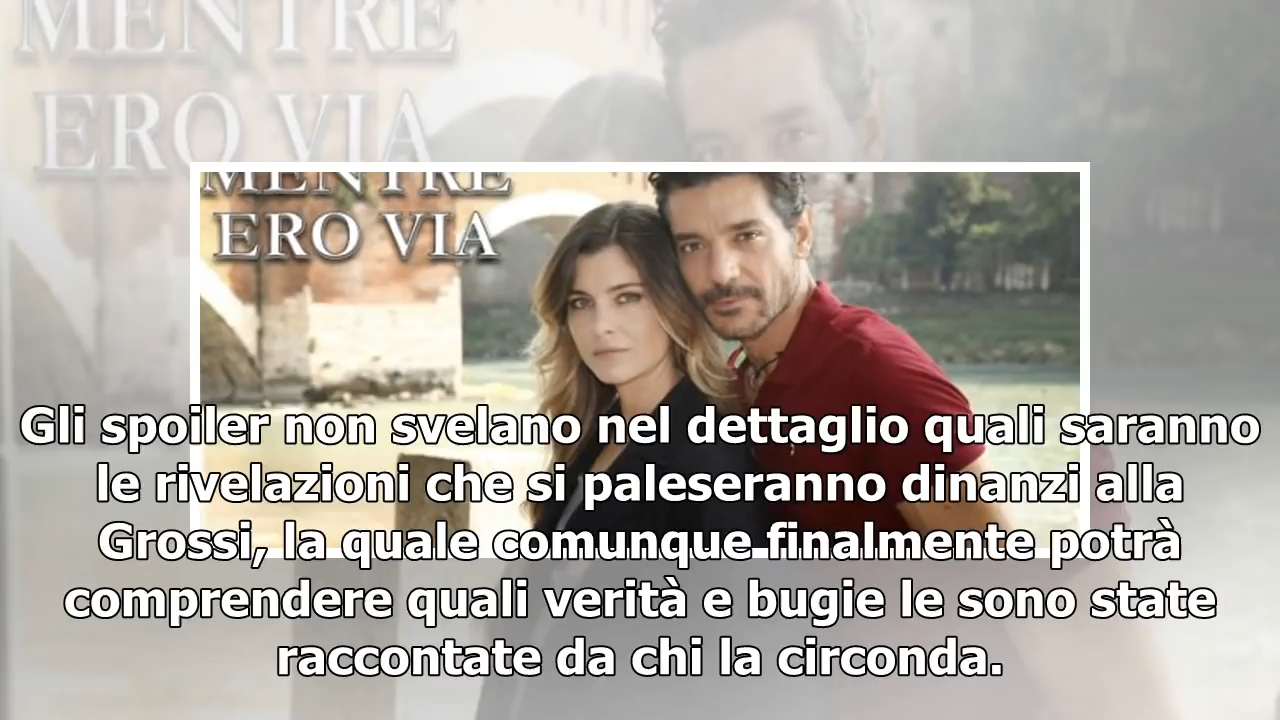 MENTRE
ERO VIA
MENTRE
ERO VIA
Gli spoiler non svelano nel dettaglio quali saranno
le rivelazioni che si paleseranno dinanzi alla
Grossi, la quale comunque finalmente potrà
comprendere quali verità e bugie le sono state
raccontate da chi la circonda.